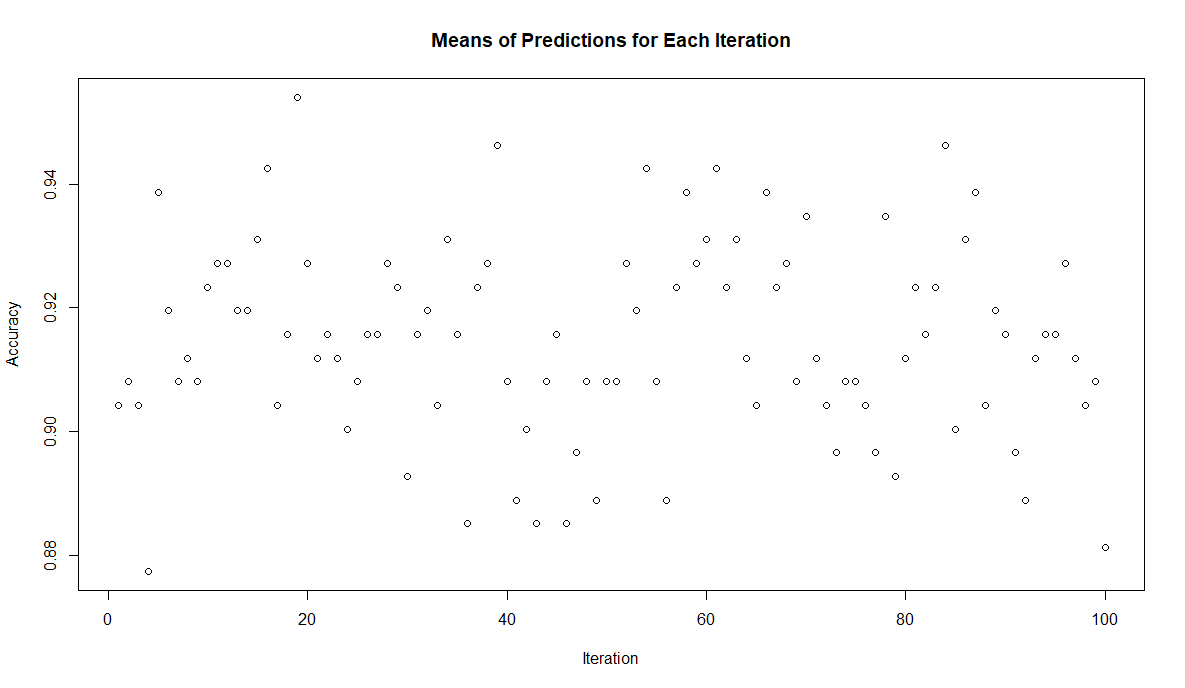 Means of Predictions for Each Iteration
Accuracy
0.94
0.92
0.90
0.88
0 20 40 60 80 100
Iteration